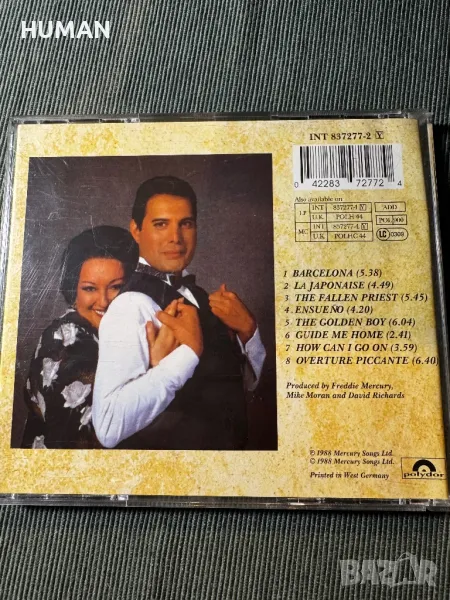 HUMAN
INT 837277-2 Y
0 42283 72772 4
Also available on
LP INT 837277-1 Y ADD
U.K POLH 44 POL 900
MC INT 837277-4 Y LC 0309
U.K POLHC 44
1 BARCELONA (5.38)
2 LA JAPONAISE (4.49)
3 THE FALLEN PRIEST (5.45)
4 ENSUEÑO (4.20)
5 THE GOLDEN BOY (6.04)
6 GUIDE ME HOME (2.41)
7 HOW CAN I GO ON (3.59)
8 OVERTURE PICCANTE (6.40)
Produced by Freddie Mercury,
Mike Moran and David Richards
℗ 1988 Mercury Songs Ltd.
© 1988 Mercury Songs Ltd.
Printed in West Germany
polydor
BAZAR